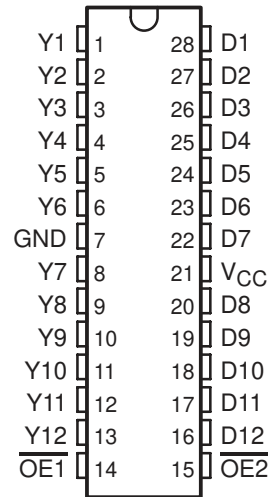 Y1 1 28 D1
Y2 2 27 D2
Y3 3 26 D3
Y4 4 25 D4
Y5 5 24 D5
Y6 6 23 D6
GND 7 22 D7
Y7 8 21 VCC
Y8 9 20 D8
Y9 10 19 D9
Y10 11 18 D10
Y11 12 17 D11
Y12 13 16 D12
O̅E̅1̅ 14 15 O̅E̅2̅